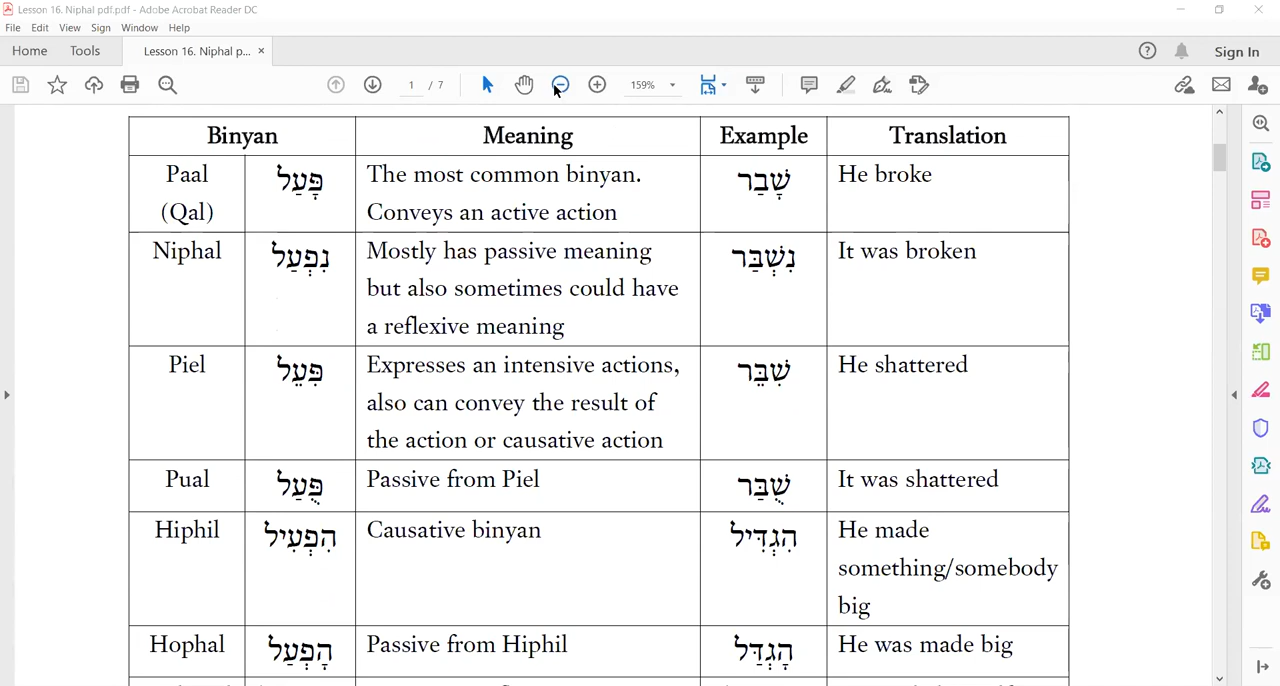 Lesson 16. Niphal pdf.pdf - Adobe Acrobat Reader DC
File Edit View Sign Window Help
Home Tools Lesson 16. Niphal p... × Sign In
1 / 7 159%
Binyan Meaning Example Translation
Paal פָּעַל The most common binyan. שָׁבַר He broke
(Qal) Conveys an active action
Niphal נִפְעַל Mostly has passive meaning נִשְׁבַּר It was broken
but also sometimes could have
a reflexive meaning
Piel פִּעֵל Expresses an intensive actions, שִׁבֵּר He shattered
also can convey the result of
the action or causative action
Pual פֻּעַל Passive from Piel שֻׁבַּר It was shattered
Hiphil הִפְעִיל Causative binyan הִגְדִּיל He made
something/somebody
big
Hophal הָפְעַל Passive from Hiphil הָגְדַּל He was made big